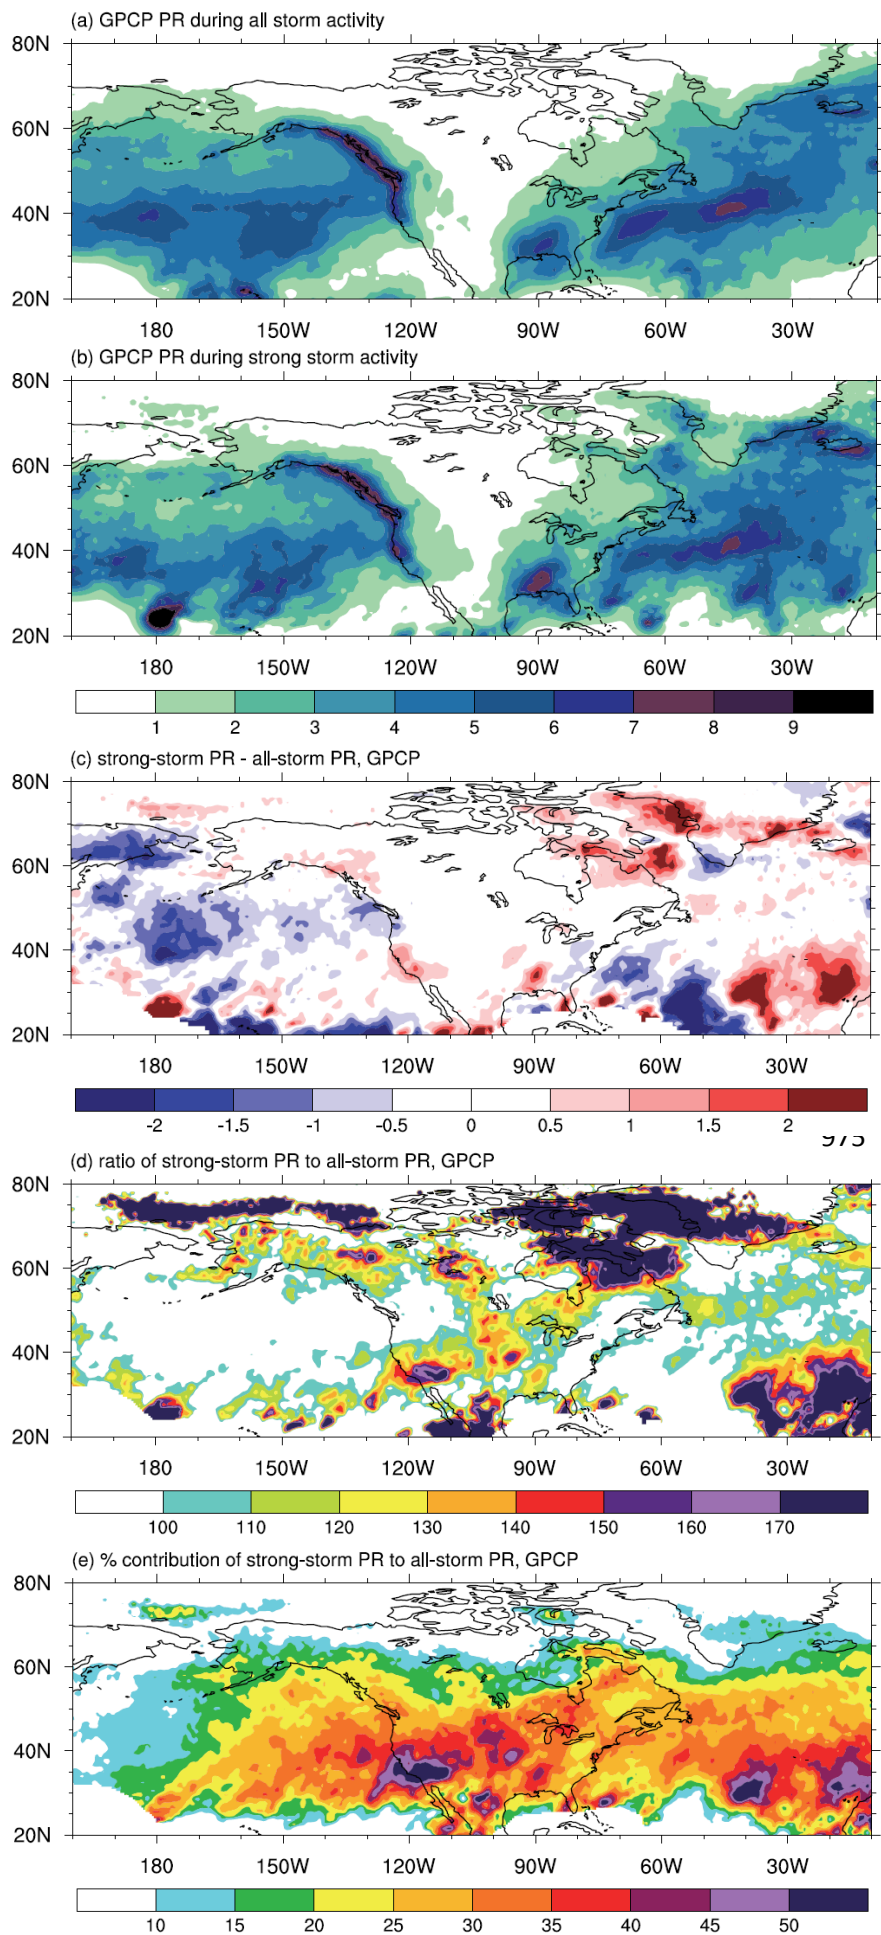 (a) GPCP PR during all storm activity
80N
60N
40N
20N
180 150W 120W 90W 60W 30W
(b) GPCP PR during strong storm activity
80N
60N
40N
20N
180 150W 120W 90W 60W 30W
1 2 3 4 5 6 7 8 9
(c) strong-storm PR - all-storm PR, GPCP
80N
60N
40N
20N
180 150W 120W 90W 60W 30W
-2 -1.5 -1 -0.5 0 0.5 1 1.5 2
975
(d) ratio of strong-storm PR to all-storm PR, GPCP
80N
60N
40N
20N
180 150W 120W 90W 60W 30W
100 110 120 130 140 150 160 170
(e) % contribution of strong-storm PR to all-storm PR, GPCP
80N
60N
40N
20N
180 150W 120W 90W 60W 30W
10 15 20 25 30 35 40 45 50